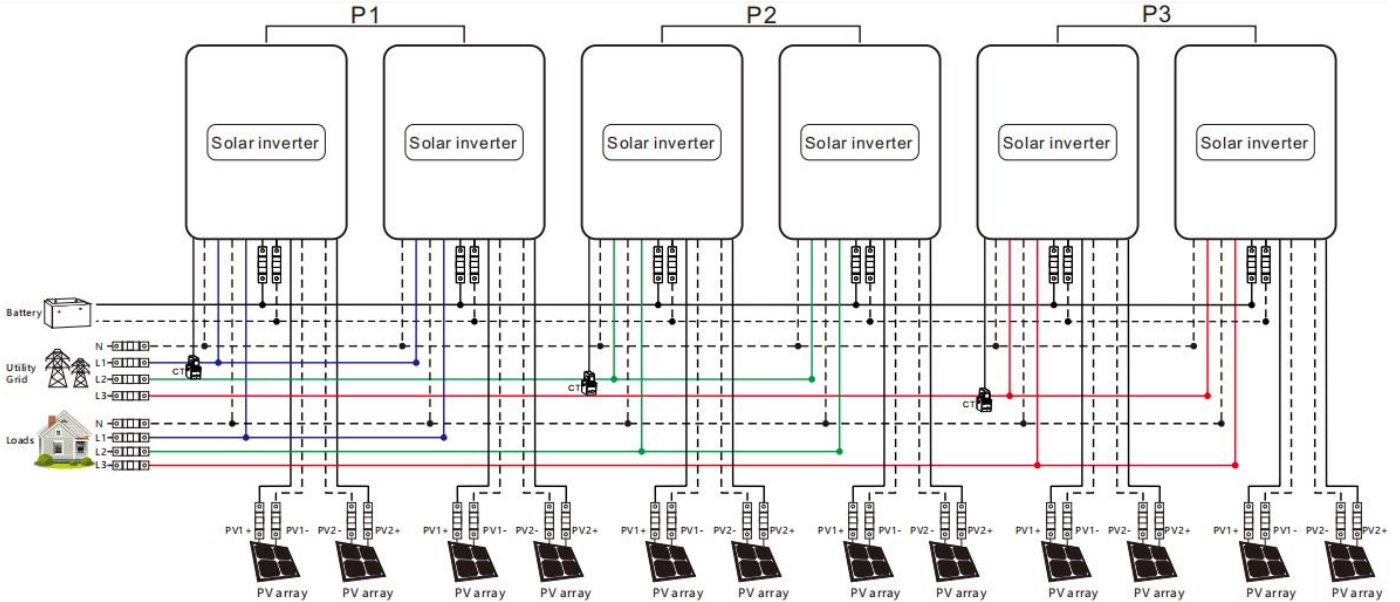 P1 P2 P3
Solar inverter Solar inverter Solar inverter Solar inverter Solar inverter Solar inverter
Battery
N
L1
CT
Utility
Grid
L2
CT
L3
CT
N
Loads
L1
L2
L3
PV1+ PV1- PV2- PV2+ PV1+ PV1- PV2- PV2+ PV1+ PV1- PV2- PV2+ PV1+ PV1- PV2- PV2+ PV1+ PV1- PV2- PV2+ PV1+ PV1- PV2- PV2+
PV array PV array PV array PV array PV array PV array PV array PV array PV array PV array PV array PV array